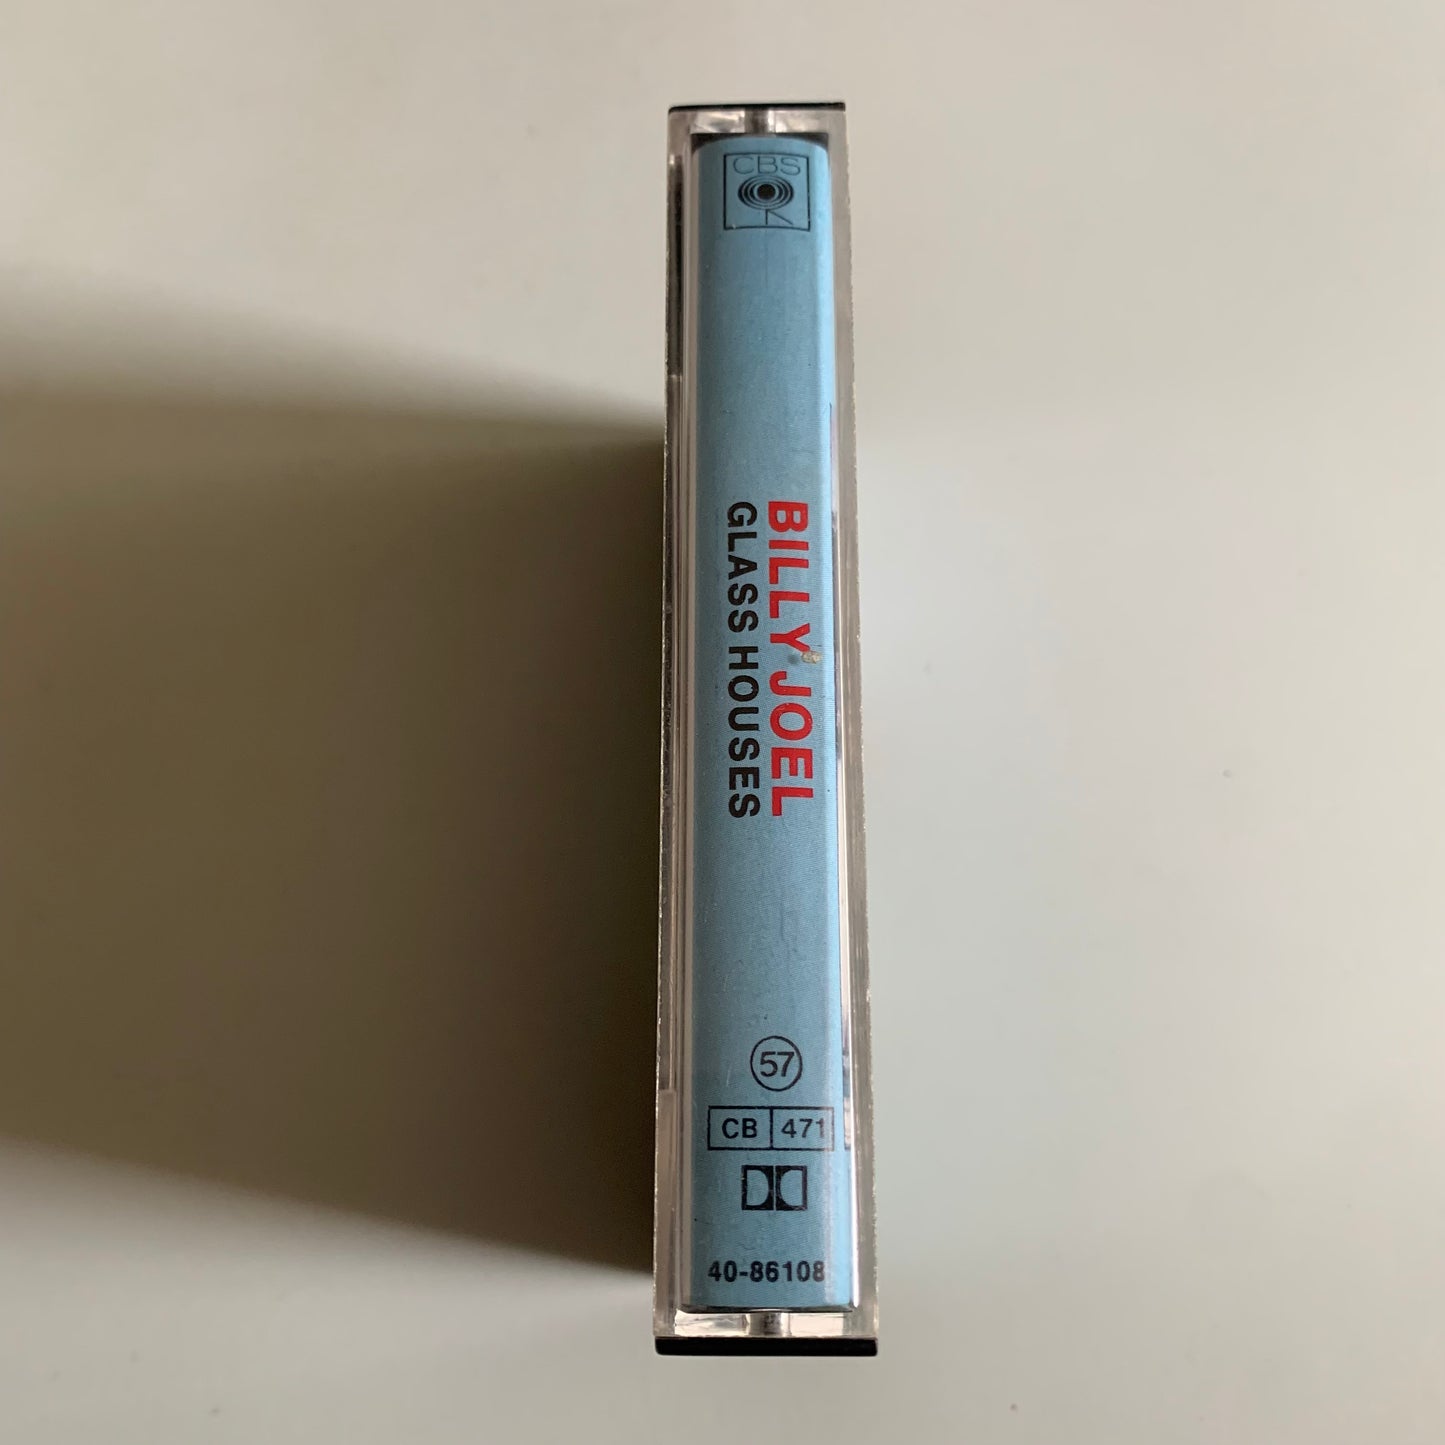 CBS
BILLY JOEL
GLASS HOUSES
57
CB 471
40-86108